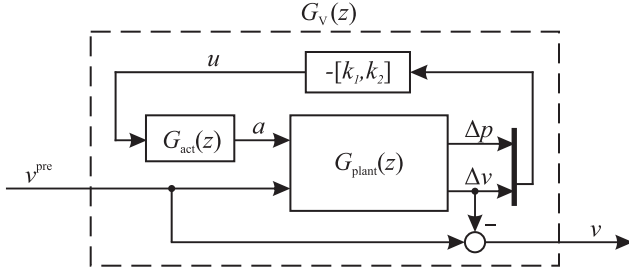 G_V(z)
u
-[k_1,k_2]
G_act(z)
a
G_plant(z)
Δp
Δv
v^pre
−
v